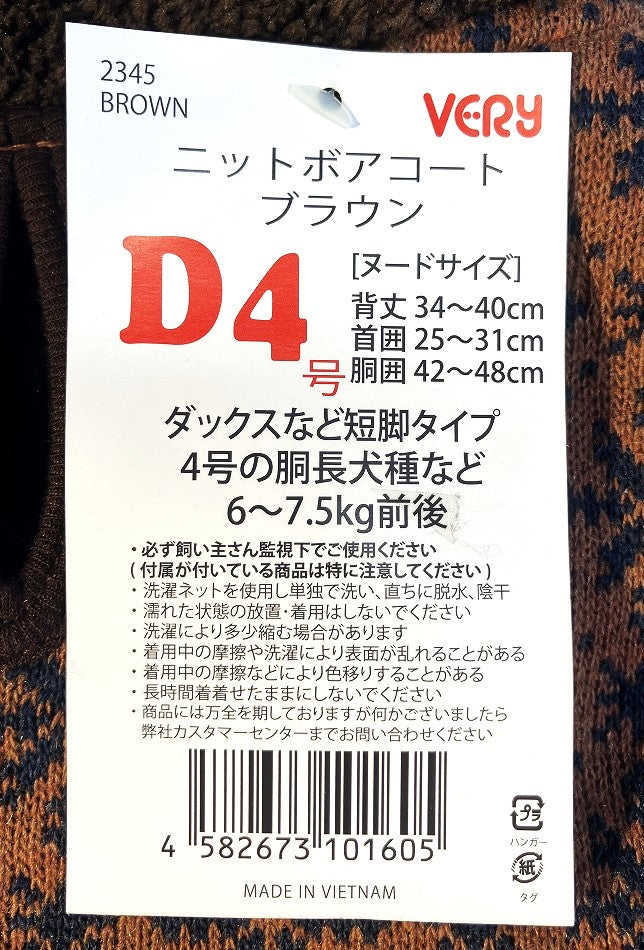 2345
BROWN
VERY
ニットボアコート
ブラウン
D4号
[ヌードサイズ]
背丈 34～40cm
首囲 25～31cm
胴囲 42～48cm
ダックスなど短脚タイプ
4号の胴長犬種など
6～7.5kg前後
・必ず飼い主さん監視下でご使用ください
(付属が付いている商品は特に注意してください)
・洗濯ネットを使用し単独で洗い、直ちに脱水、陰干
・濡れた状態の放置・着用はしないでください
・洗濯により多少縮む場合があります
・着用中の摩擦や洗濯により表面が乱れることがある
・着用中の摩擦などにより色移りすることがある
・長時間着せたままにしないでください
・商品には万全を期しておりますが何かございましたら
弊社カスタマーセンターまでお問い合わせください
4 582673 101605
MADE IN VIETNAM
プラ
ハンガー
紙
タグ